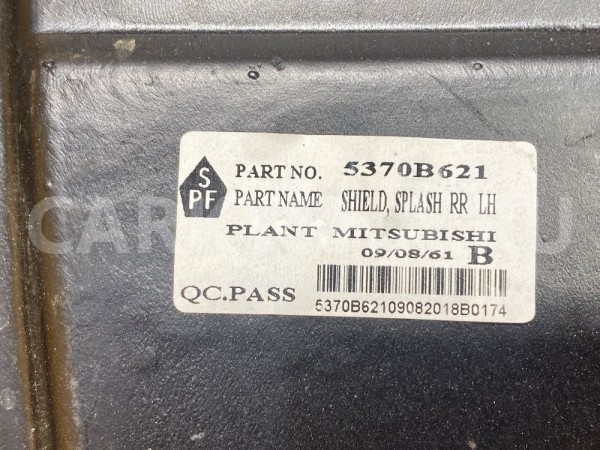 S
PF
PART NO. 5370B621
PART NAME SHIELD, SPLASH RR LH
PLANT MITSUBISHI
09/08/61 B
QC.PASS
5370B62109082018B0174